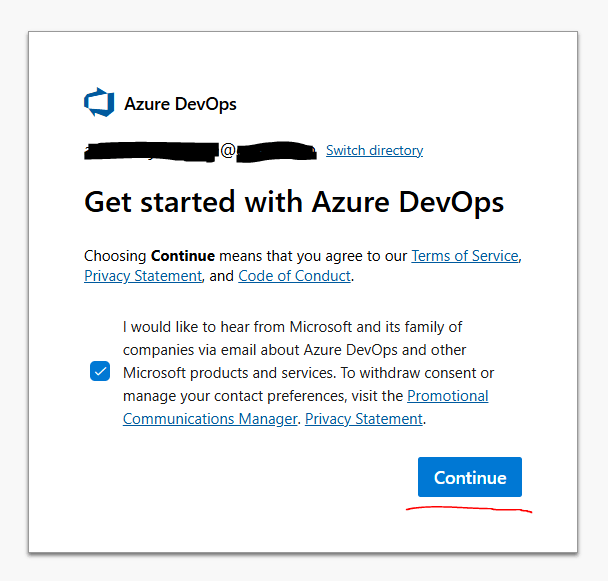 Azure DevOps
@ Switch directory
Get started with Azure DevOps
Choosing Continue means that you agree to our Terms of Service,
Privacy Statement, and Code of Conduct.
I would like to hear from Microsoft and its family of
companies via email about Azure DevOps and other
Microsoft products and services. To withdraw consent or
manage your contact preferences, visit the Promotional
Communications Manager. Privacy Statement.
Continue